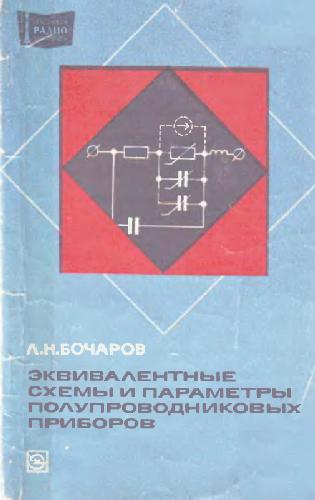 РАДИО
Л.Н.БОЧАРОВ
ЭКВИВАЛЕНТНЫЕ
СХЕМЫ И ПАРАМЕТРЫ
ПОЛУПРОВОДНИКОВЫХ
ПРИБОРОВ